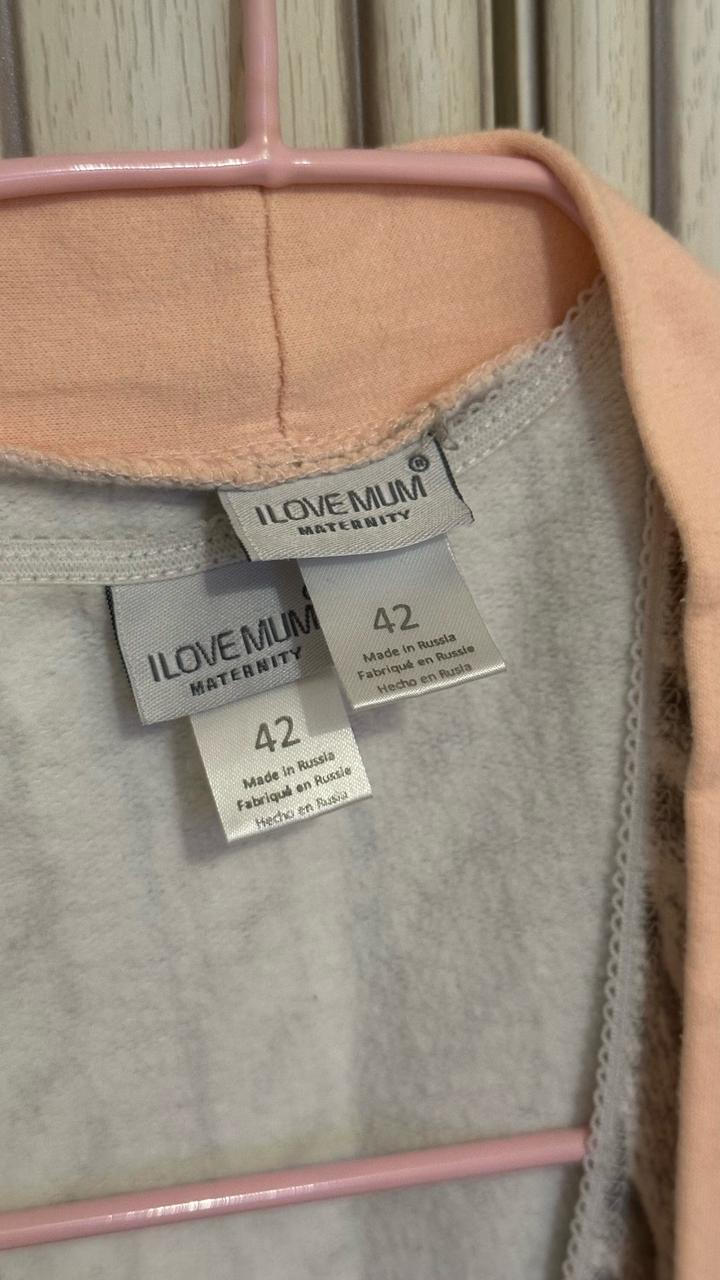 ILOVEMUM®
MATERNITY
42
Made in Russia
Fabriqué en Russie
Hecho en Rusia
ILOVEMUM
MATERNITY
42
Made in Russia
Fabriqué en Russie
Hecho en Rusia